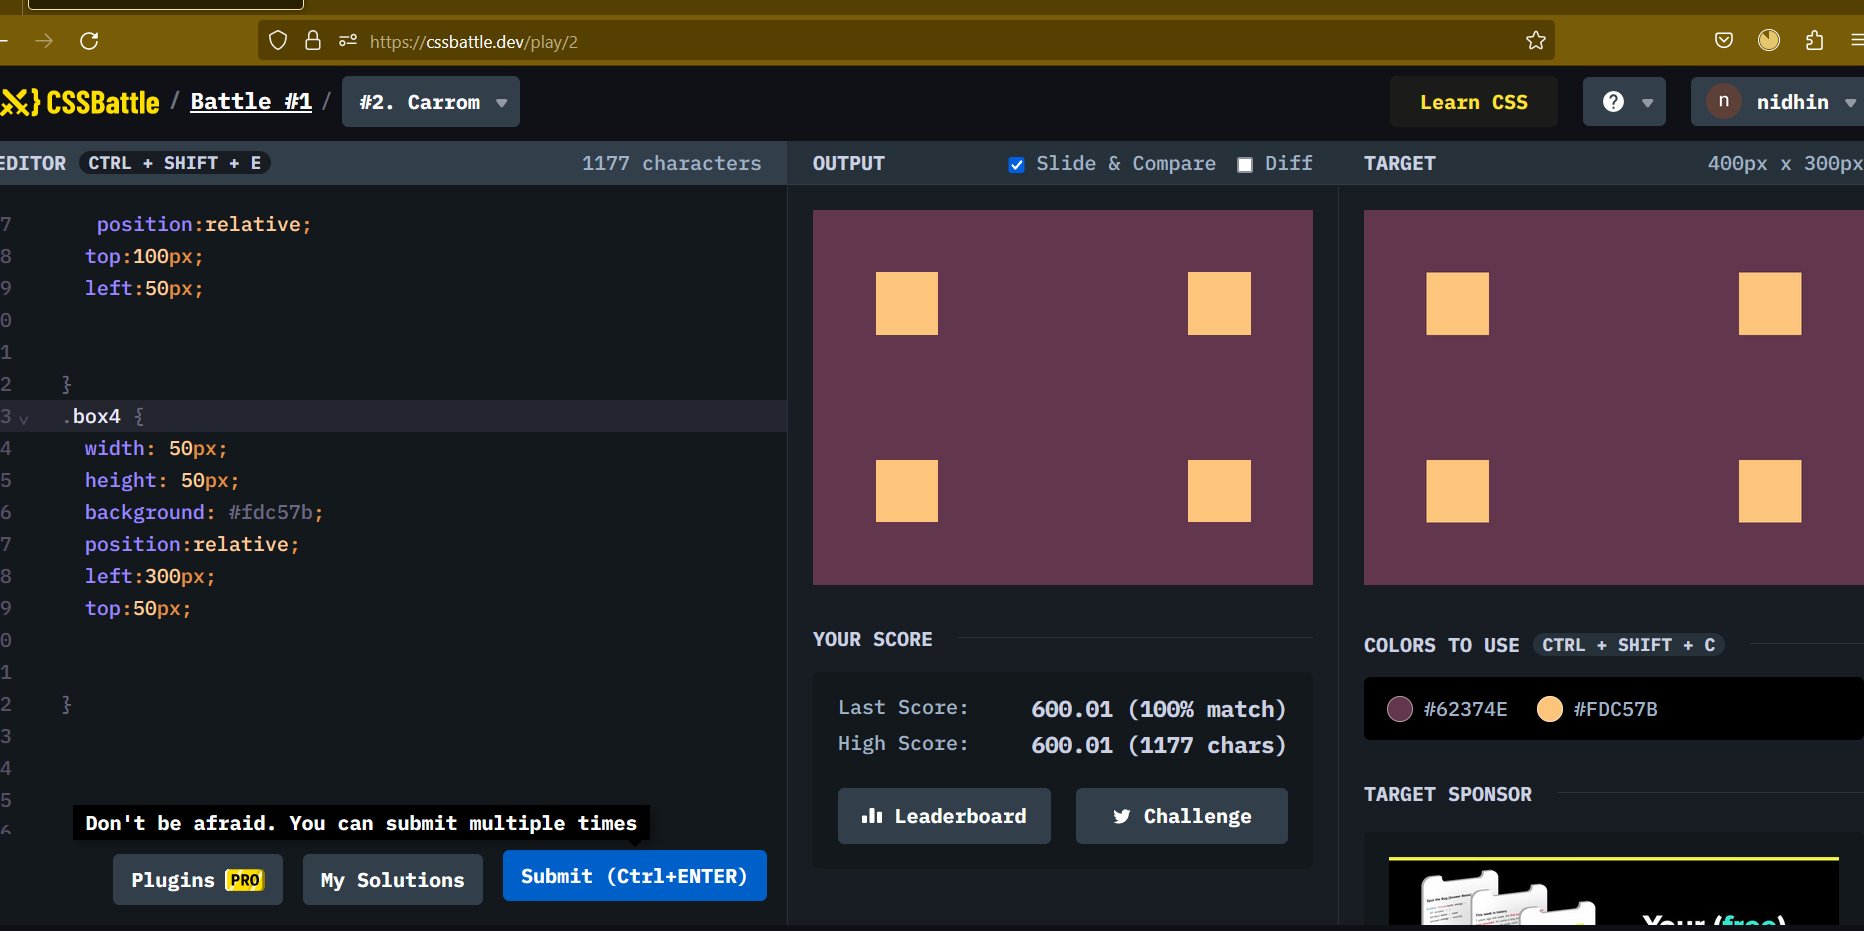 https://cssbattle.dev/play/2
CSSBattle / Battle #1 / #2. Carrom
Learn CSS
n nidhin
EDITOR CTRL + SHIFT + E 1177 characters
7 position:relative;
8 top:100px;
9 left:50px;
0
1
2 }
3 .box4 {
4 width: 50px;
5 height: 50px;
6 background: #fdc57b;
7 position:relative;
8 left:300px;
9 top:50px;
0
1
2 }
3
4
5
6
Don't be afraid. You can submit multiple times
Plugins PRO
My Solutions
Submit (Ctrl+ENTER)
OUTPUT Slide & Compare Diff
YOUR SCORE
Last Score: 600.01 (100% match)
High Score: 600.01 (1177 chars)
Leaderboard
Challenge
TARGET 400px x 300px
COLORS TO USE CTRL + SHIFT + C
#62374E #FDC57B
TARGET SPONSOR
Your (free)